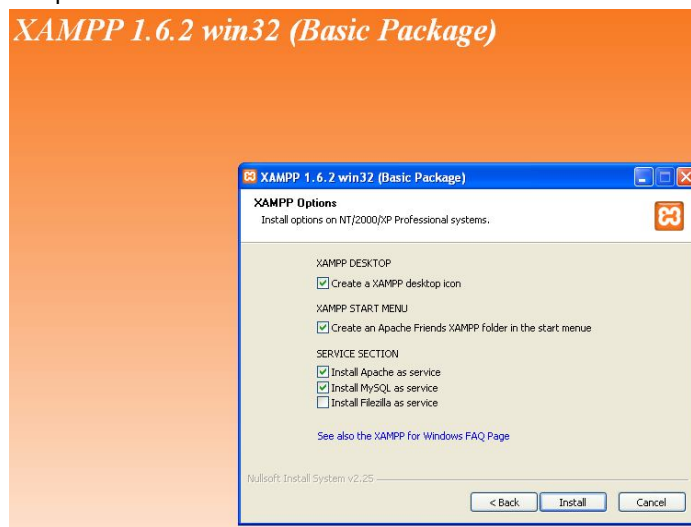 XAMPP 1.6.2 win32 (Basic Package)
XAMPP 1.6.2 win32 (Basic Package)
XAMPP Options
Install options on NT/2000/XP Professional systems.
XAMPP DESKTOP
Create a XAMPP desktop icon
XAMPP START MENU
Create an Apache Friends XAMPP folder in the start menue
SERVICE SECTION
Install Apache as service
Install MySQL as service
Install Filezilla as service
See also the XAMPP for Windows FAQ Page
Nullsoft Install System v2.25
< Back Install Cancel